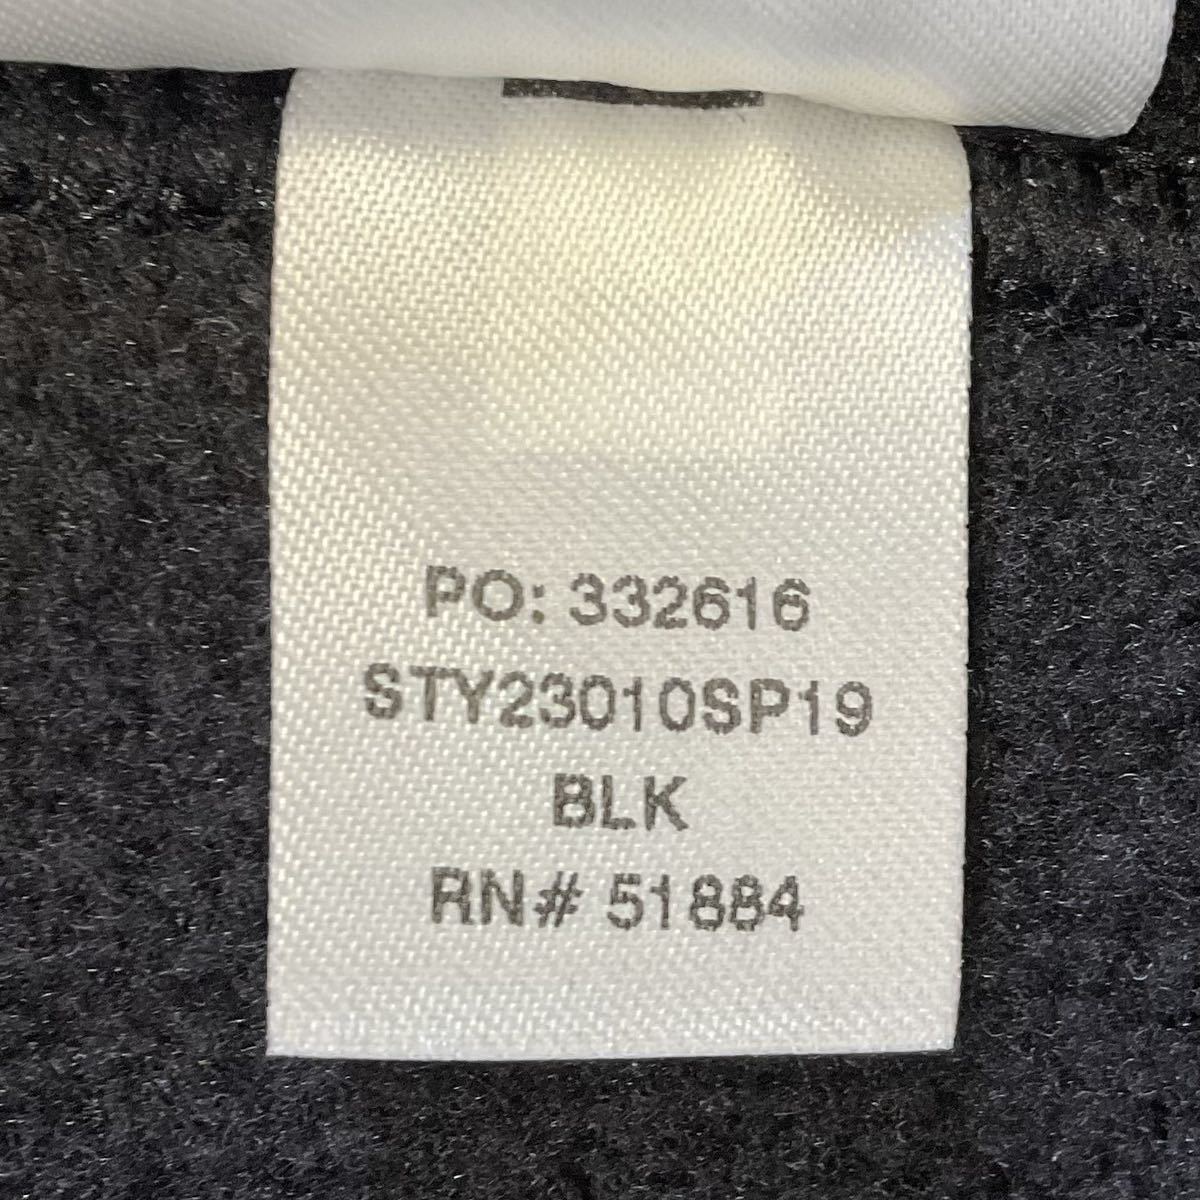 PO: 332616
STY23010SP19
BLK
RN# 51884